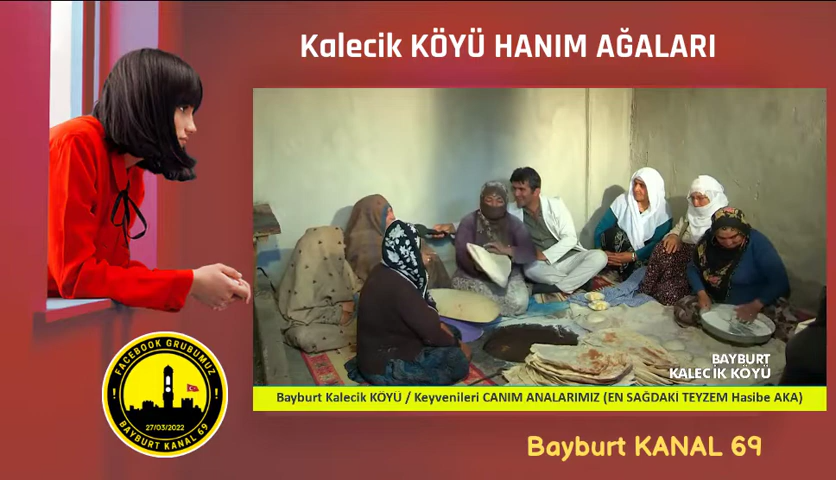 Kalecik KÖYÜ HANIM AĞALARI
BAYBURT
KALECİK KÖYÜ
Bayburt Kalecik KÖYÜ / Keyvenileri CANIM ANALARIMIZ (EN SAĞDAKİ TEYZEM Hasibe AKA)
FACEBOOK GRUBUMUZ
27/03/2022
BAYBURT KANAL 69
Bayburt KANAL 69